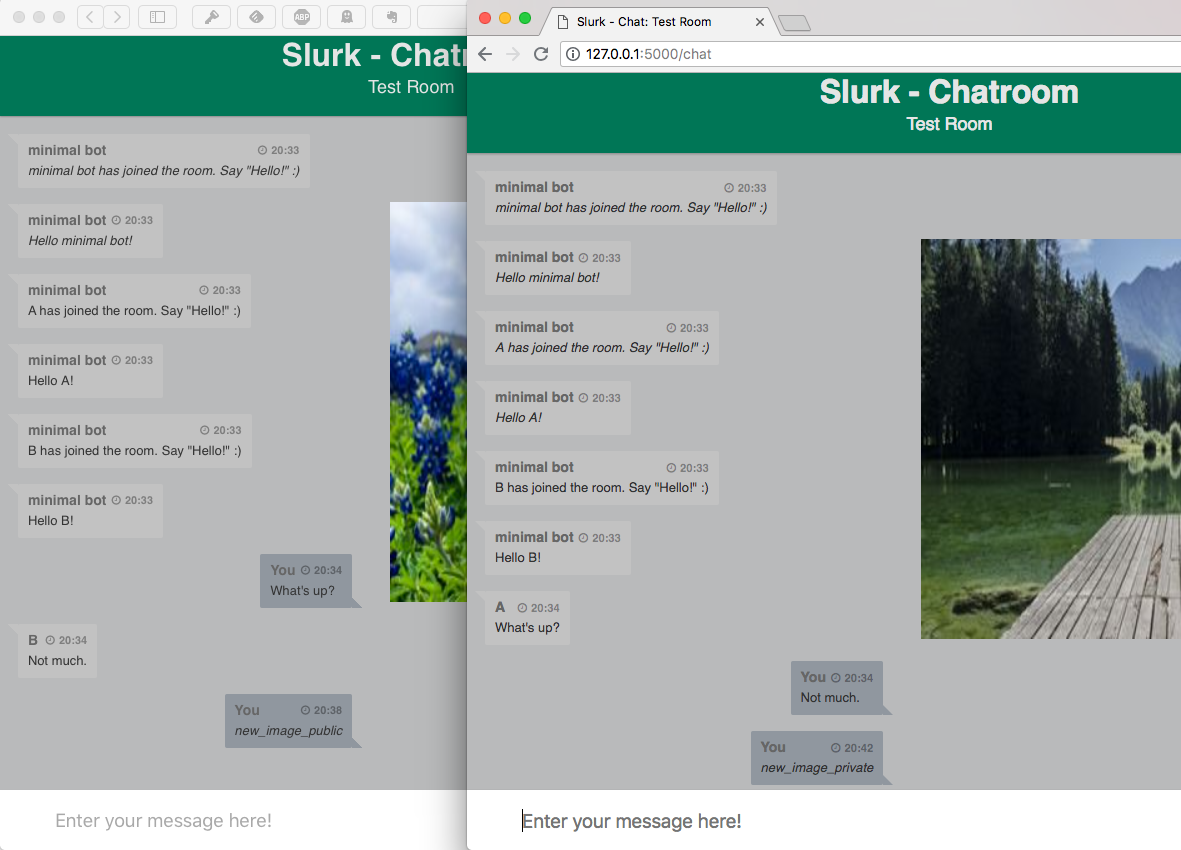 Slurk - Chat
Test Room
minimal bot 20:33
minimal bot has joined the room. Say "Hello!" :)
minimal bot 20:33
Hello minimal bot!
minimal bot 20:33
A has joined the room. Say "Hello!" :)
minimal bot 20:33
Hello A!
minimal bot 20:33
B has joined the room. Say "Hello!" :)
minimal bot 20:33
Hello B!
You 20:34
What's up?
B 20:34
Not much.
You 20:38
new_image_public
Enter your message here!
ABP
Slurk - Chat: Test Room
127.0.0.1:5000/chat
Slurk - Chatroom
Test Room
minimal bot 20:33
minimal bot has joined the room. Say "Hello!" :)
minimal bot 20:33
Hello minimal bot!
minimal bot 20:33
A has joined the room. Say "Hello!" :)
minimal bot 20:33
Hello A!
minimal bot 20:33
B has joined the room. Say "Hello!" :)
minimal bot 20:33
Hello B!
A 20:34
What's up?
You 20:34
Not much.
You 20:42
new_image_private
Enter your message here!